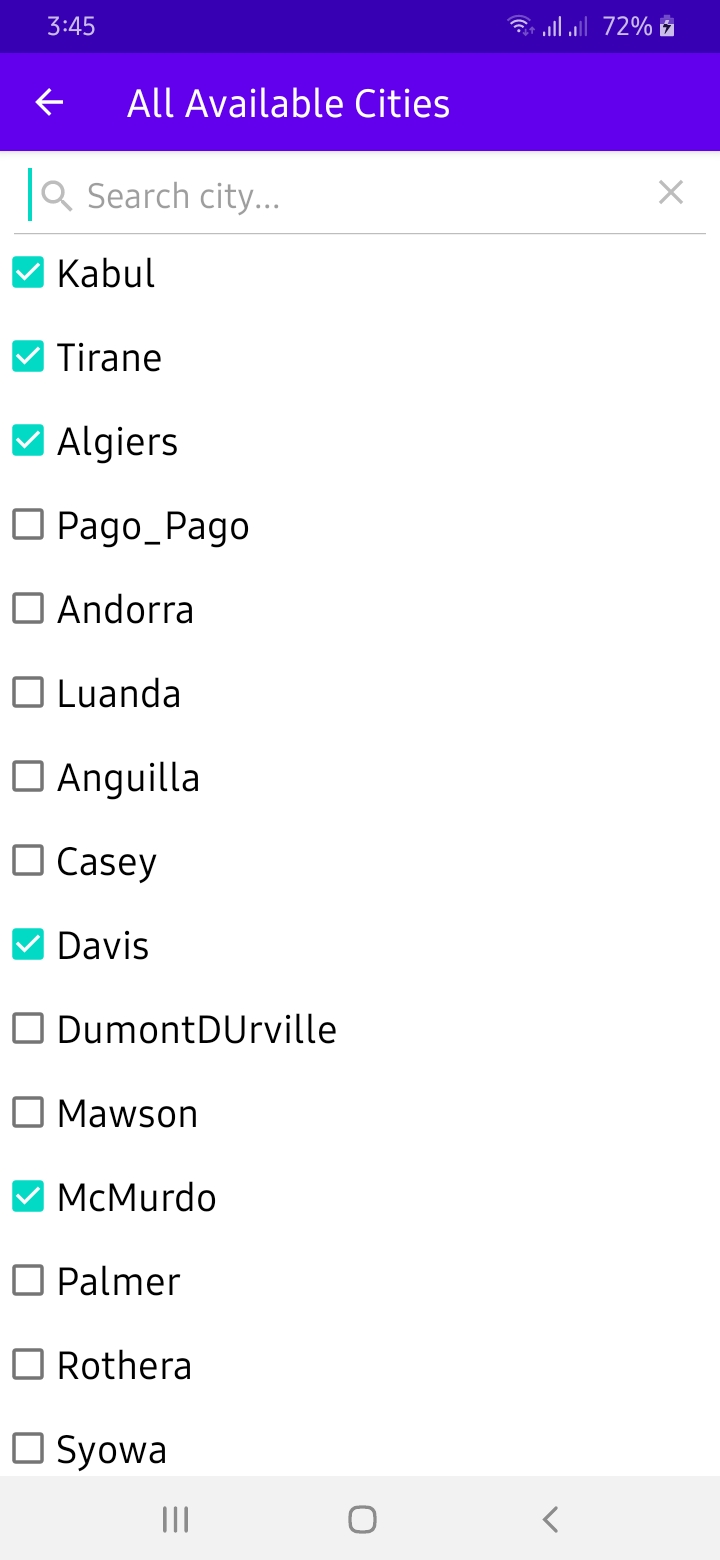 3:45 72%
All Available Cities
Search city...
Kabul
Tirane
Algiers
Pago_Pago
Andorra
Luanda
Anguilla
Casey
Davis
DumontDUrville
Mawson
McMurdo
Palmer
Rothera
Syowa